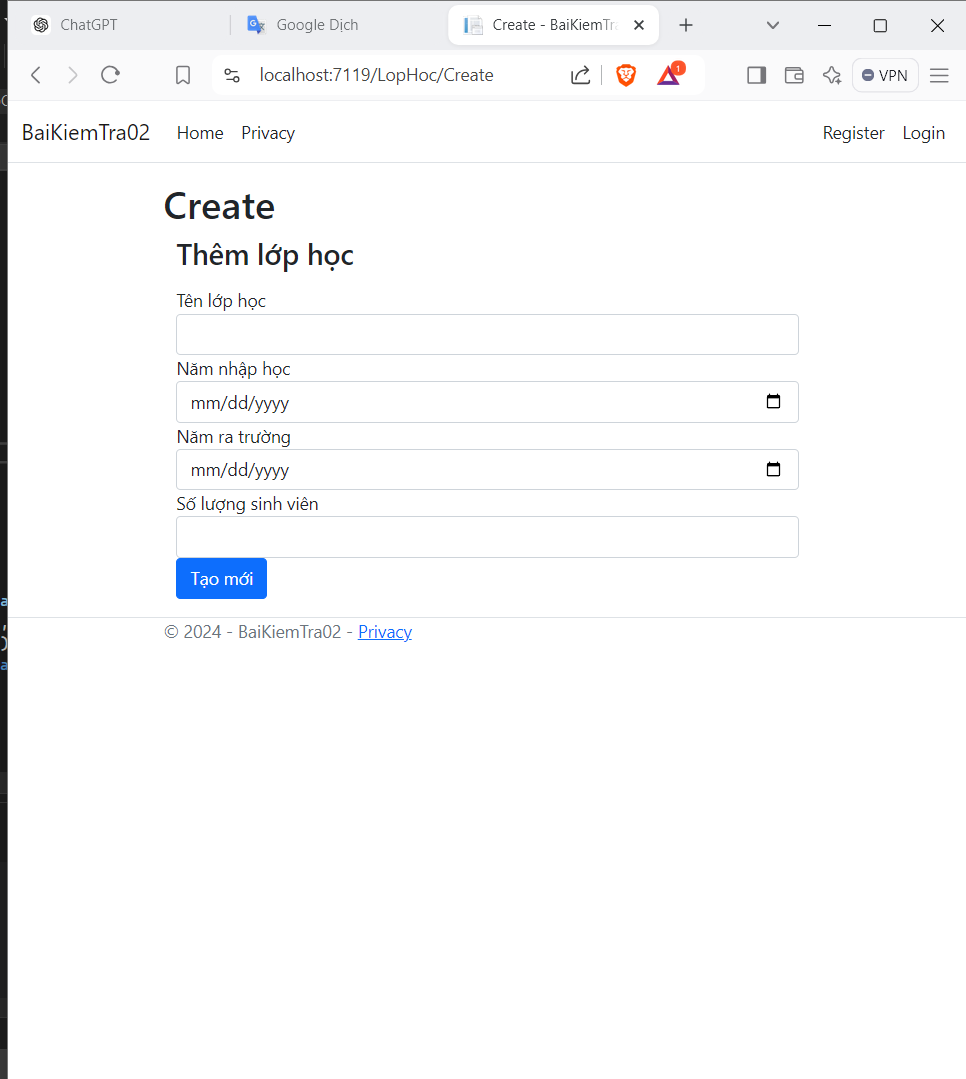 ChatGPT
Google Dịch
Create - BaiKiemTra
localhost:7119/LopHoc/Create
1
VPN
BaiKiemTra02 Home Privacy Register Login
Create
Thêm lớp học
Tên lớp học
Năm nhập học
mm/dd/yyyy
Năm ra trường
mm/dd/yyyy
Số lượng sinh viên
Tạo mới
© 2024 - BaiKiemTra02 - Privacy